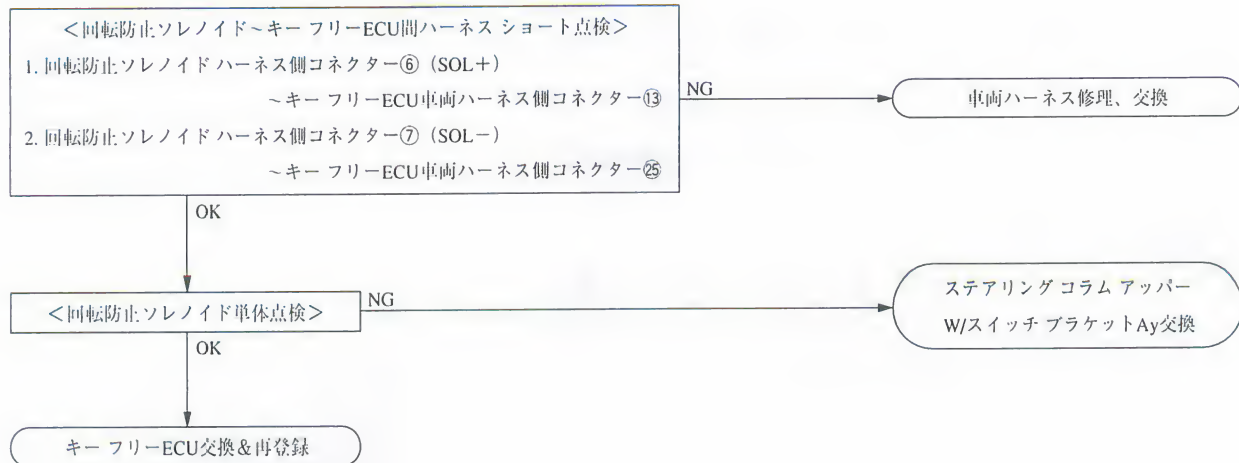 <回転防止ソレノイド~キー フリーECU間ハーネス ショート点検>
1. 回転防止ソレノイド ハーネス側コネクター⑥（SOL+）
~キー フリーECU車両ハーネス側コネクター⑬
NG
車両ハーネス修理、交換
2. 回転防止ソレノイド ハーネス側コネクター⑦（SOL−）
~キー フリーECU車両ハーネス側コネクター㉕
OK
<回転防止ソレノイド単体点検>
NG
ステアリング コラム アッパー
W/スイッチ ブラケットAy交換
OK
キー フリーECU交換&再登録